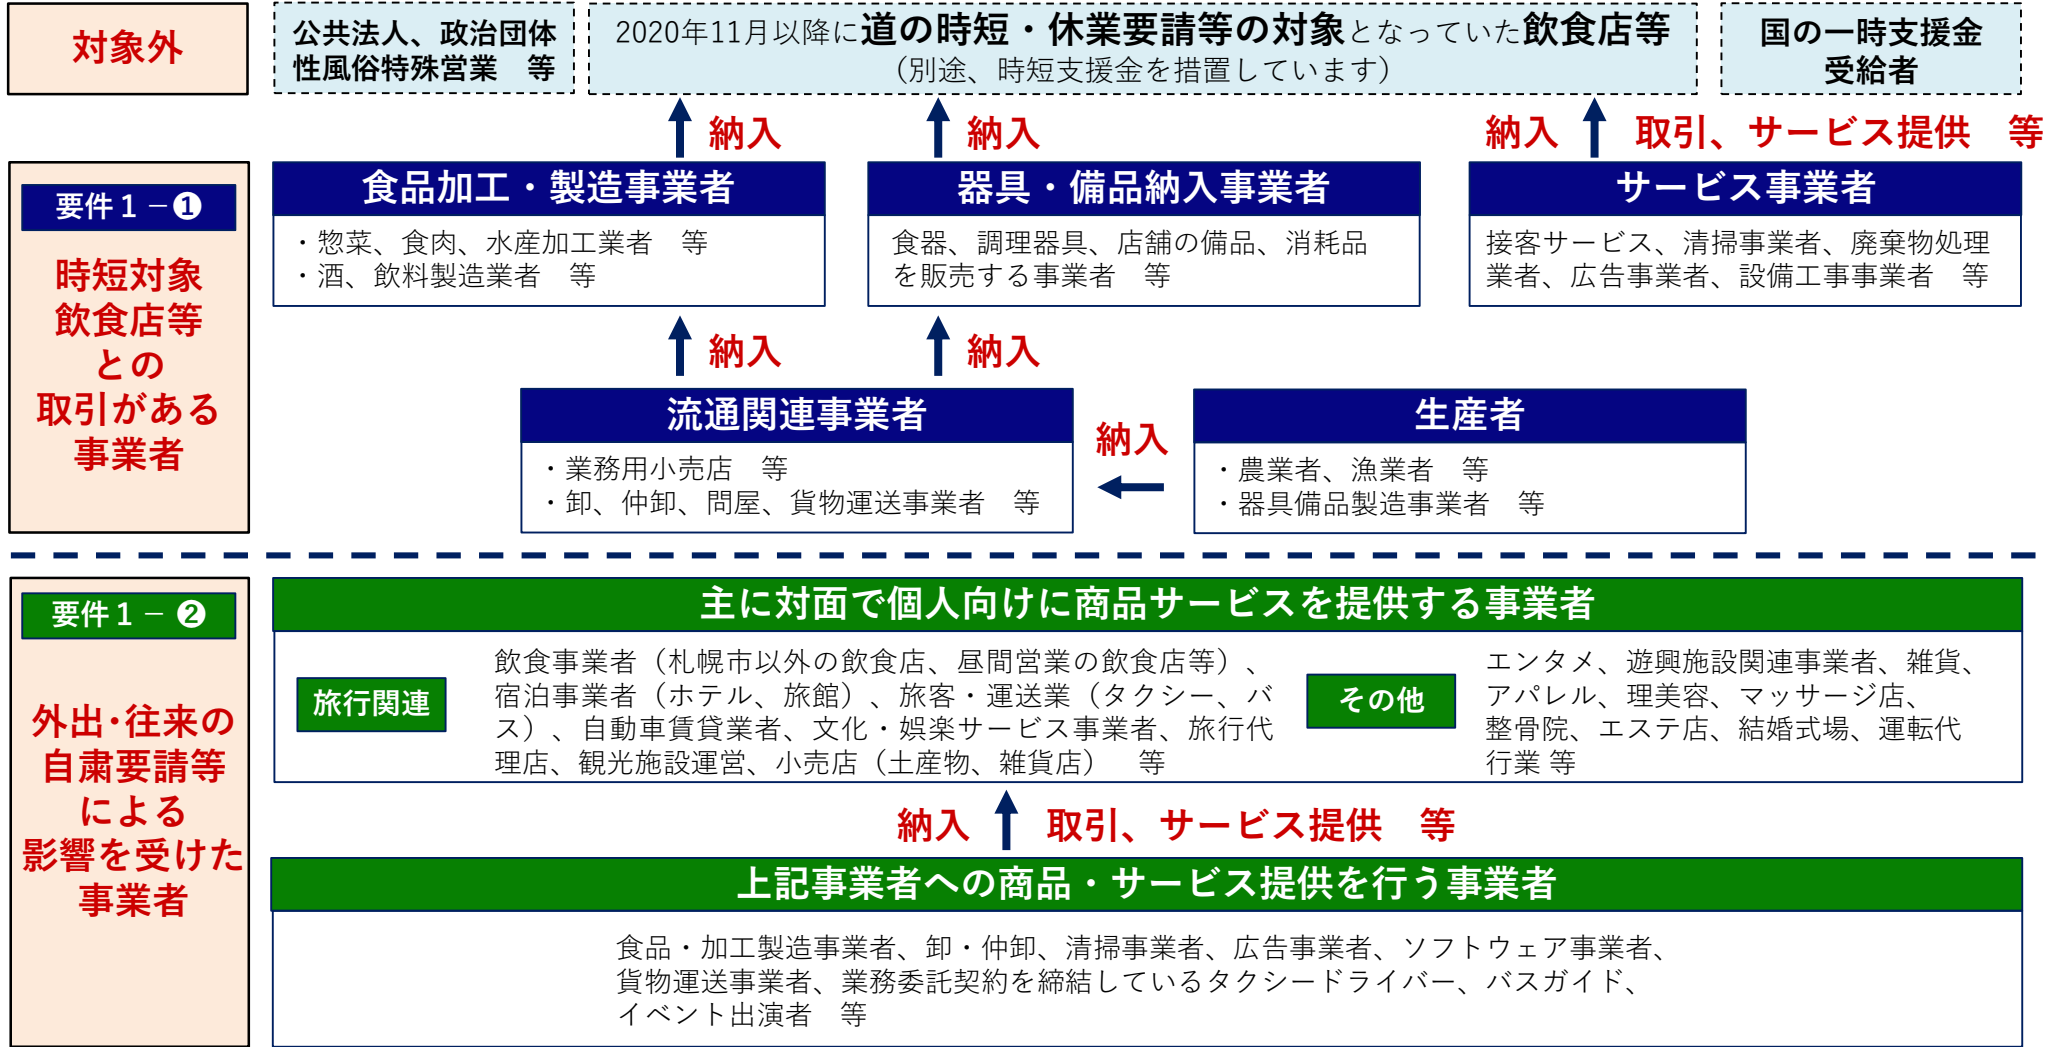 対象外
公共法人、政治団体
性風俗特殊営業　等
2020年11月以降に道の時短・休業要請等の対象となっていた飲食店等
（別途、時短支援金を措置しています）
国の一時支援金
受給者
納入
納入
納入
取引、サービス提供　等
要件１－❶
時短対象
飲食店等
との
取引がある
事業者
食品加工・製造事業者
・惣菜、食肉、水産加工業者　等
・酒、飲料製造業者　等
器具・備品納入事業者
食器、調理器具、店舗の備品、消耗品
を販売する事業者　等
サービス事業者
接客サービス、清掃事業者、廃棄物処理
業者、広告事業者、設備工事事業者　等
納入
納入
流通関連事業者
・業務用小売店　等
・卸、仲卸、問屋、貨物運送事業者　等
納入
生産者
・農業者、漁業者　等
・器具備品製造事業者　等
要件１－❷
外出・往来の
自粛要請等
による
影響を受けた
事業者
主に対面で個人向けに商品サービスを提供する事業者
旅行関連
飲食事業者（札幌市以外の飲食店、昼間営業の飲食店等）、
宿泊事業者（ホテル、旅館）、旅客・運送業（タクシー、バ
ス）、自動車賃貸業者、文化・娯楽サービス事業者、旅行代
理店、観光施設運営、小売店（土産物、雑貨店）　等
その他
エンタメ、遊興施設関連事業者、雑貨、
アパレル、理美容、マッサージ店、
整骨院、エステ店、結婚式場、運転代
行業 等
納入
取引、サービス提供　等
上記事業者への商品・サービス提供を行う事業者
食品・加工製造事業者、卸・仲卸、清掃事業者、広告事業者、ソフトウェア事業者、
貨物運送事業者、業務委託契約を締結しているタクシードライバー、バスガイド、
イベント出演者　等